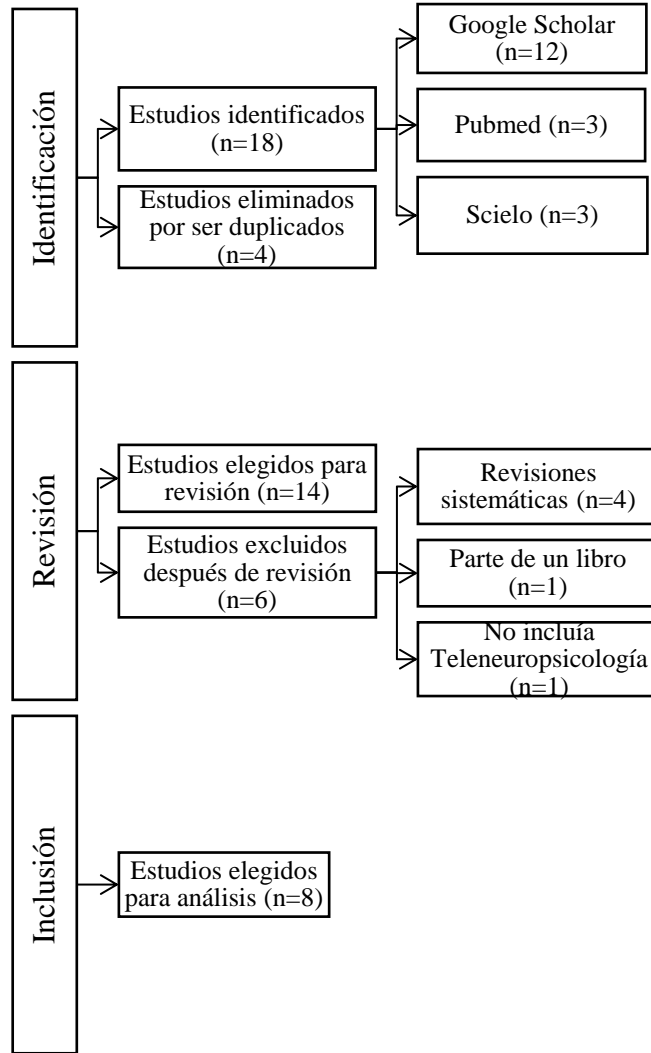 Identificación
Estudios identificados
(n=18)
Google Scholar
(n=12)
Pubmed (n=3)
Scielo (n=3)
Estudios eliminados
por ser duplicados
(n=4)
Revisión
Estudios elegidos para
revisión (n=14)
Estudios excluidos
después de revisión
(n=6)
Revisiones
sistemáticas (n=4)
Parte de un libro
(n=1)
No incluía
Teleneuropsicología
(n=1)
Inclusión
Estudios elegidos
para análisis (n=8)